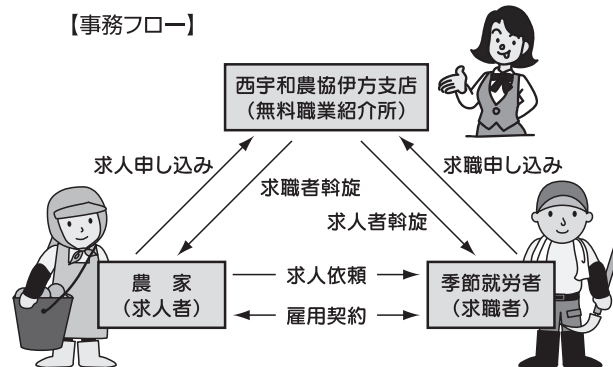 【事務フロー】
西宇和農協伊方支店
（無料職業紹介所）
求人申し込み
求職者斡旋
求人者斡旋
求職申し込み
農　家
（求人者）
求人依頼
雇用契約
季節就労者
（求職者）